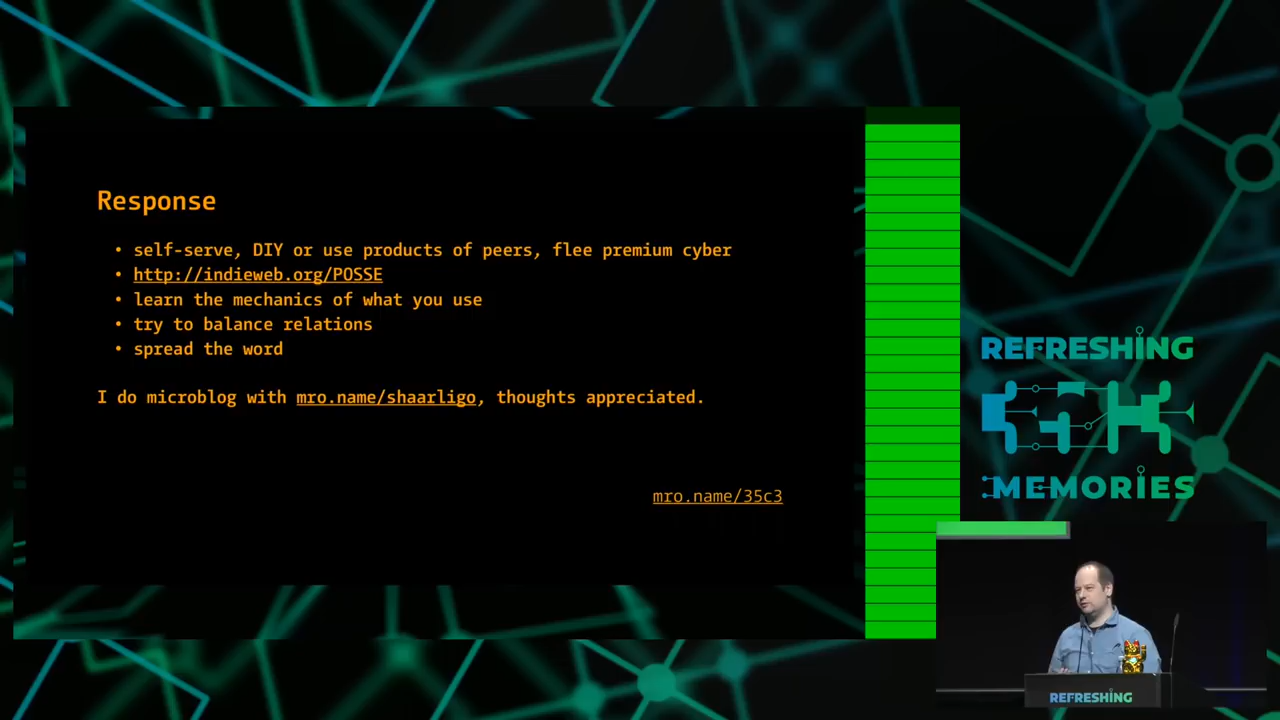 Response
• self-serve, DIY or use products of peers, flee premium cyber
• http://indieweb.org/POSSE
• learn the mechanics of what you use
• try to balance relations
• spread the word
I do microblog with mro.name/shaarligo, thoughts appreciated.
mro.name/35c3
REFRESHING
35K
MEMORIES
REFRESHING